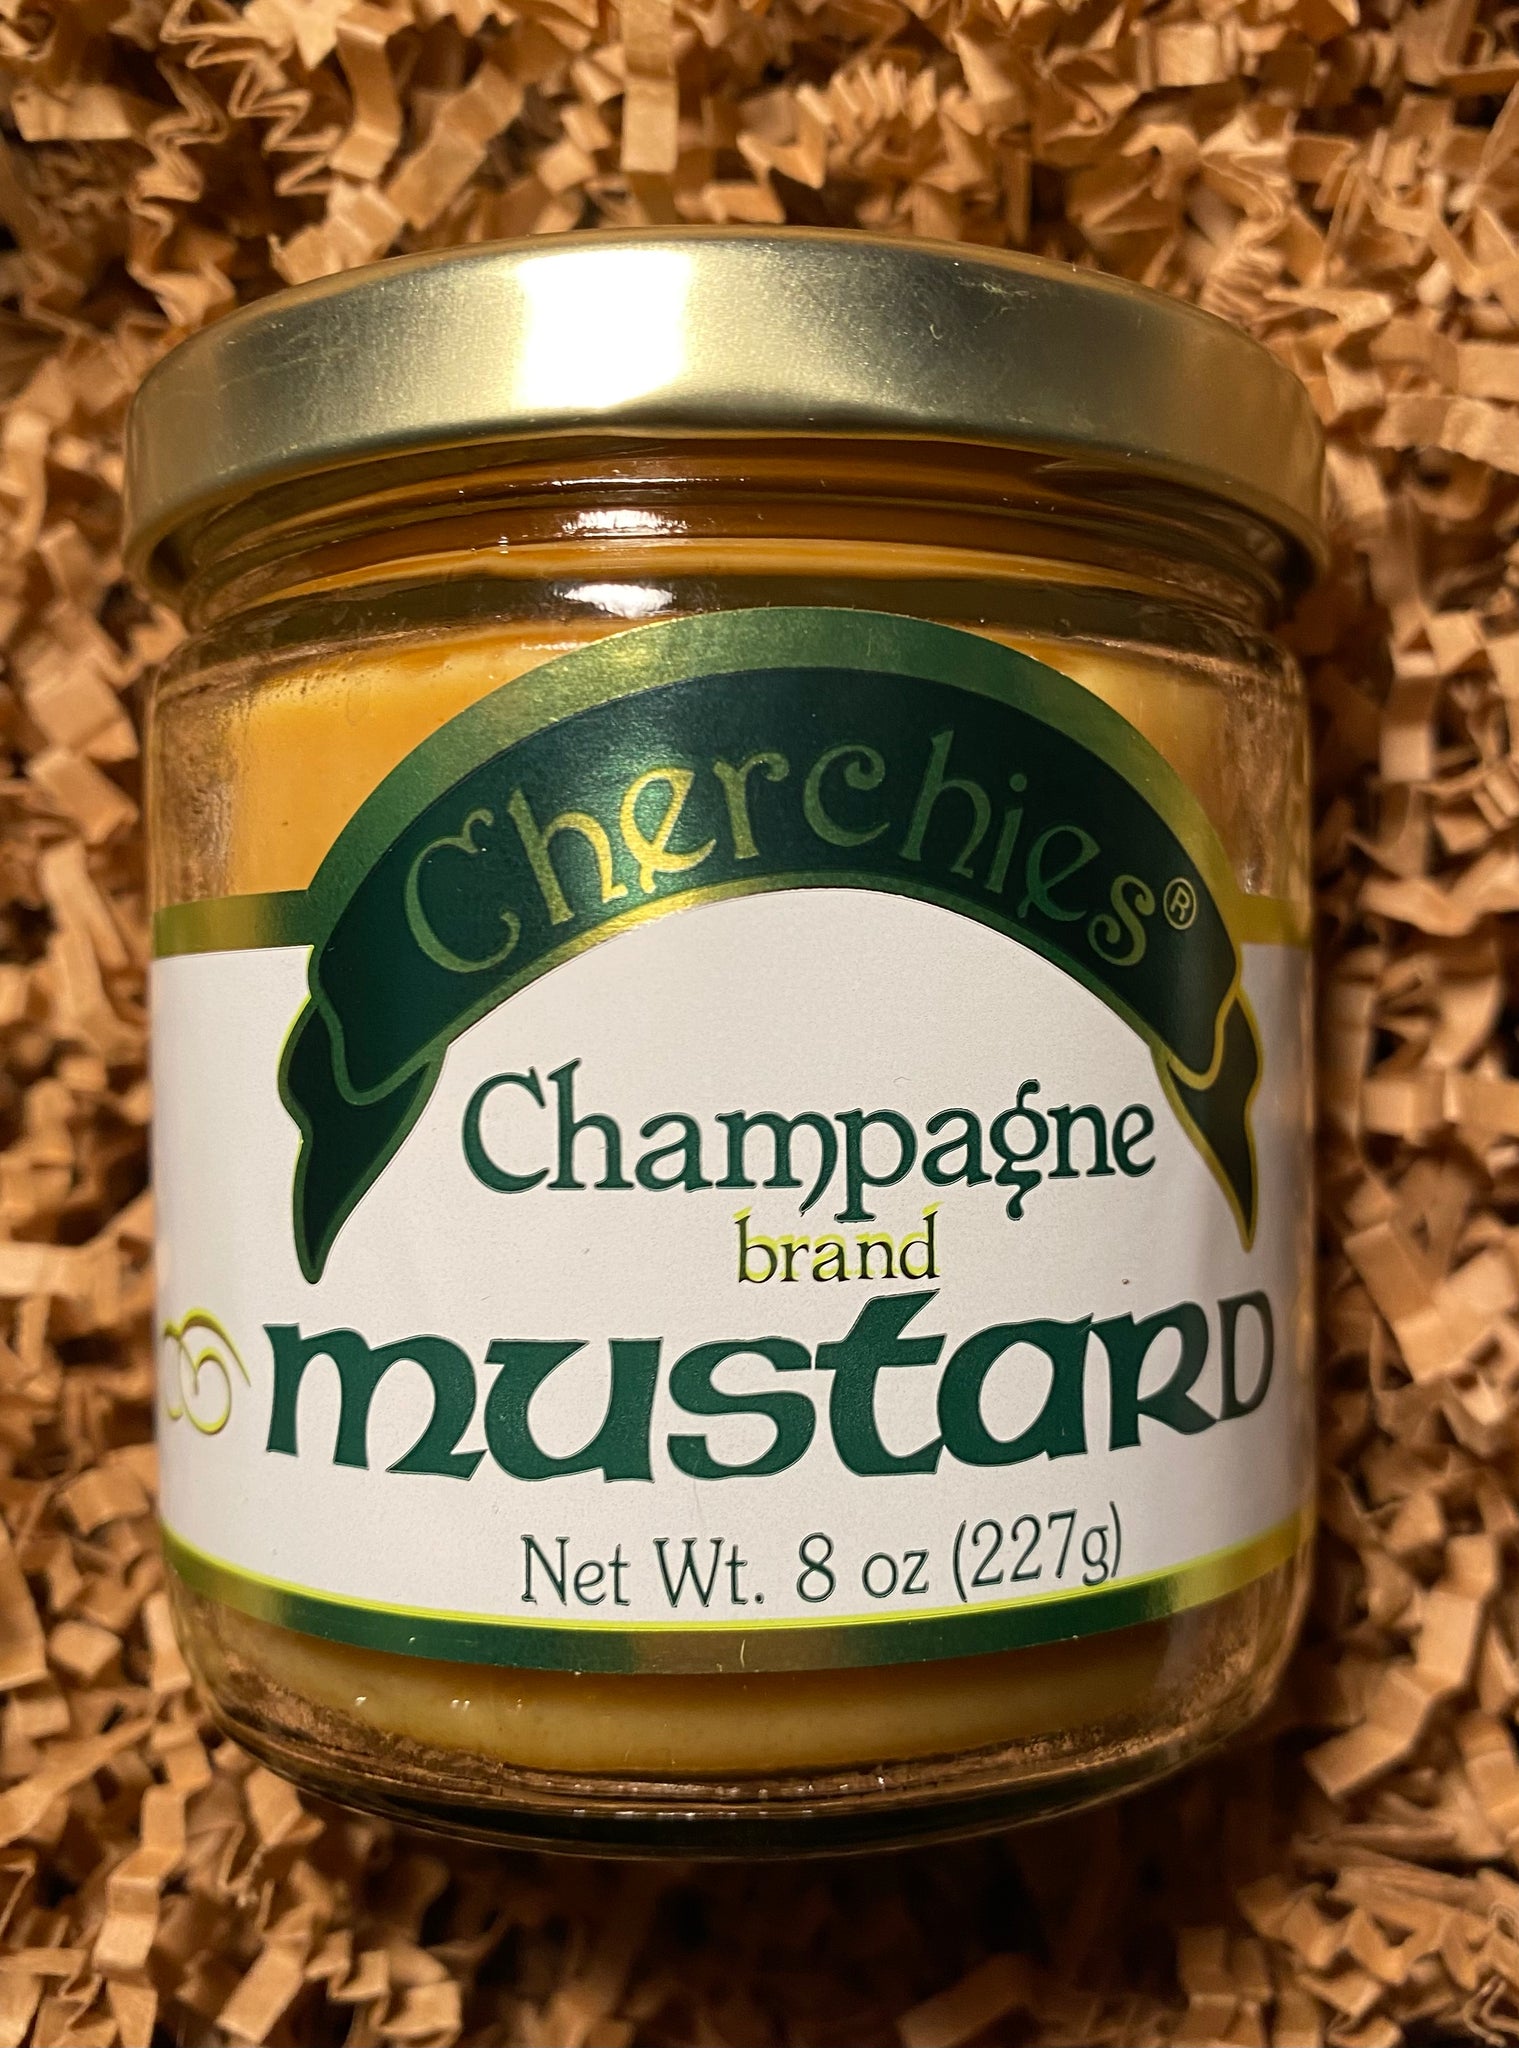 Cherchies®
Champagne
brand
mustard
Net Wt. 8 oz (227g)